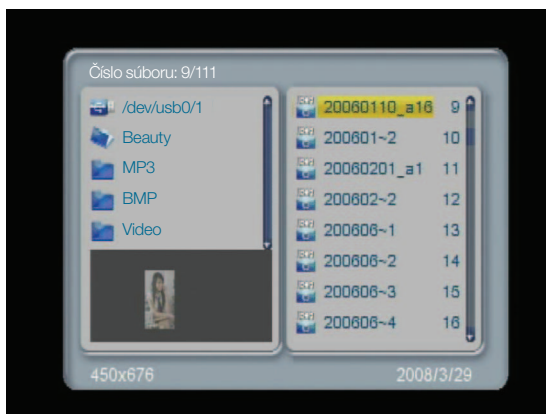 Číslo súboru: 9/111
/dev/usb0/1
Beauty
MP3
BMP
Video
20060110_a16 9
200601~2 10
20060201_a1 11
200602~2 12
200606~1 13
200606~2 14
200606~3 15
200606~4 16
450x676 2008/3/29